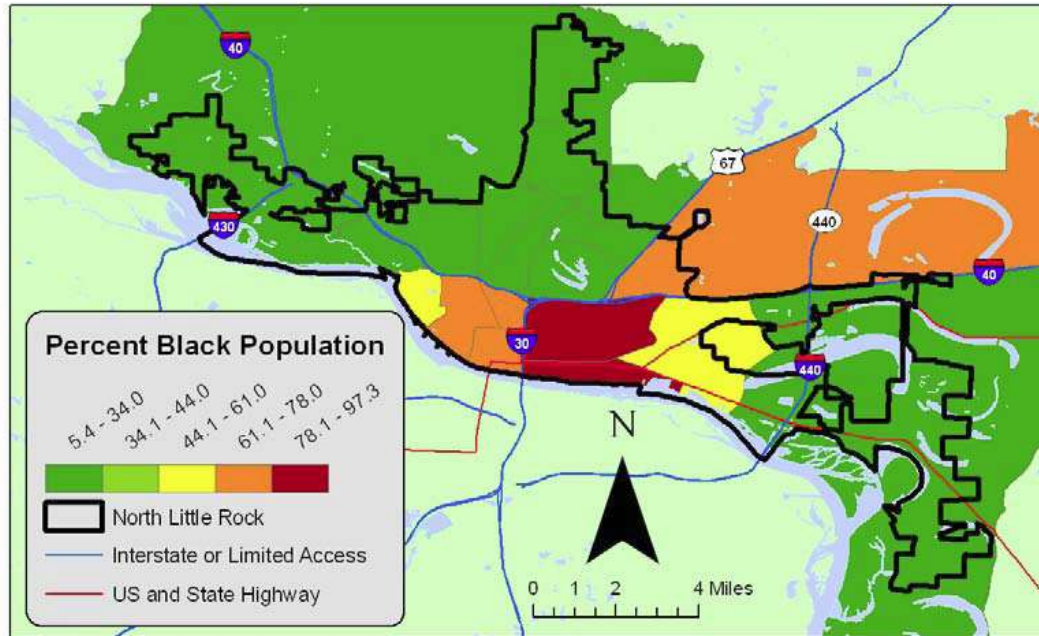 40
67
430
440
40
30
440
Percent Black Population
5.4 - 34.0
34.1 - 44.0
44.1 - 61.0
61.1 - 78.0
78.1 - 97.3
North Little Rock
Interstate or Limited Access
US and State Highway
N
0 1 2 4 Miles